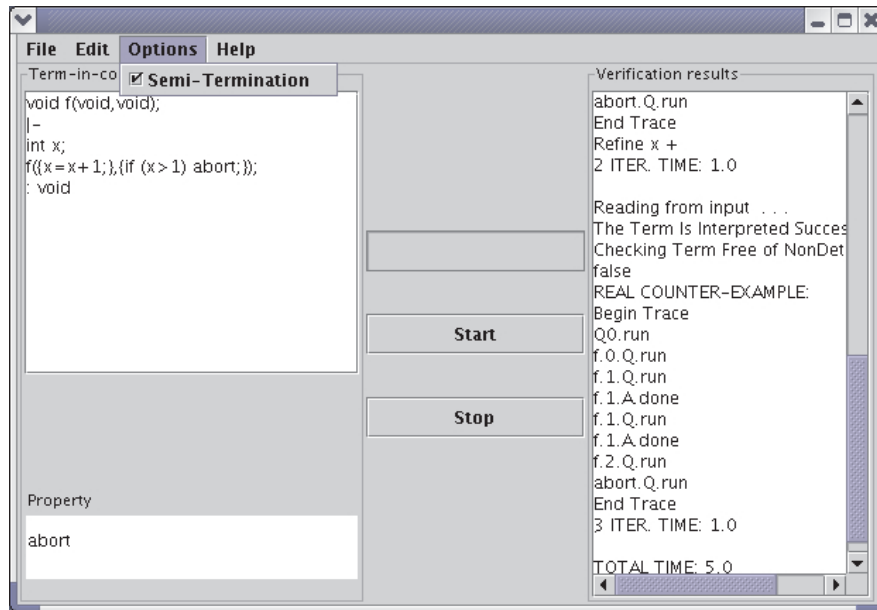 File Edit Options Help
Semi-Termination
Term-in-co
void f(void,void);
|-
int x;
f({x=x+1;},{if (x>1) abort;});
: void
Property
abort
Start
Stop
Verification results
abort.Q.run
End Trace
Refine x +
2 ITER. TIME: 1.0
Reading from input . . .
The Term Is Interpreted Succes
Checking Term Free of NonDet
false
REAL COUNTER-EXAMPLE:
Begin Trace
Q0.run
f.0.Q.run
f.1.Q.run
f.1.A.done
f.1.Q.run
f.1.A.done
f.2.Q.run
abort.Q.run
End Trace
3 ITER. TIME: 1.0
TOTAL TIME: 5.0